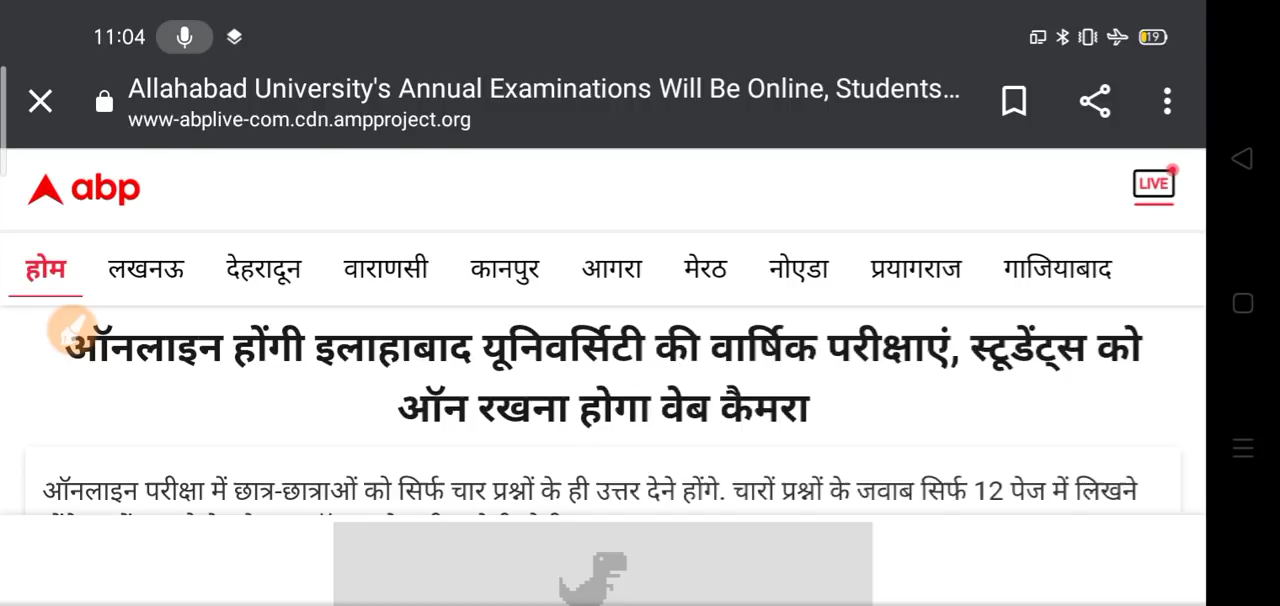 11:04
19
Allahabad University's Annual Examinations Will Be Online, Students...
www-abplive-com.cdn.ampproject.org
abp
LIVE
होम लखनऊ देहरादून वाराणसी कानपुर आगरा मेरठ नोएडा प्रयागराज गाजियाबाद
ऑनलाइन होंगी इलाहाबाद यूनिवर्सिटी की वार्षिक परीक्षाएं, स्टूडेंट्स को
ऑन रखना होगा वेब कैमरा
ऑनलाइन परीक्षा में छात्र-छात्राओं को सिर्फ चार प्रश्नों के ही उत्तर देने होंगे. चारों प्रश्नों के जवाब सिर्फ 12 पेज में लिखने